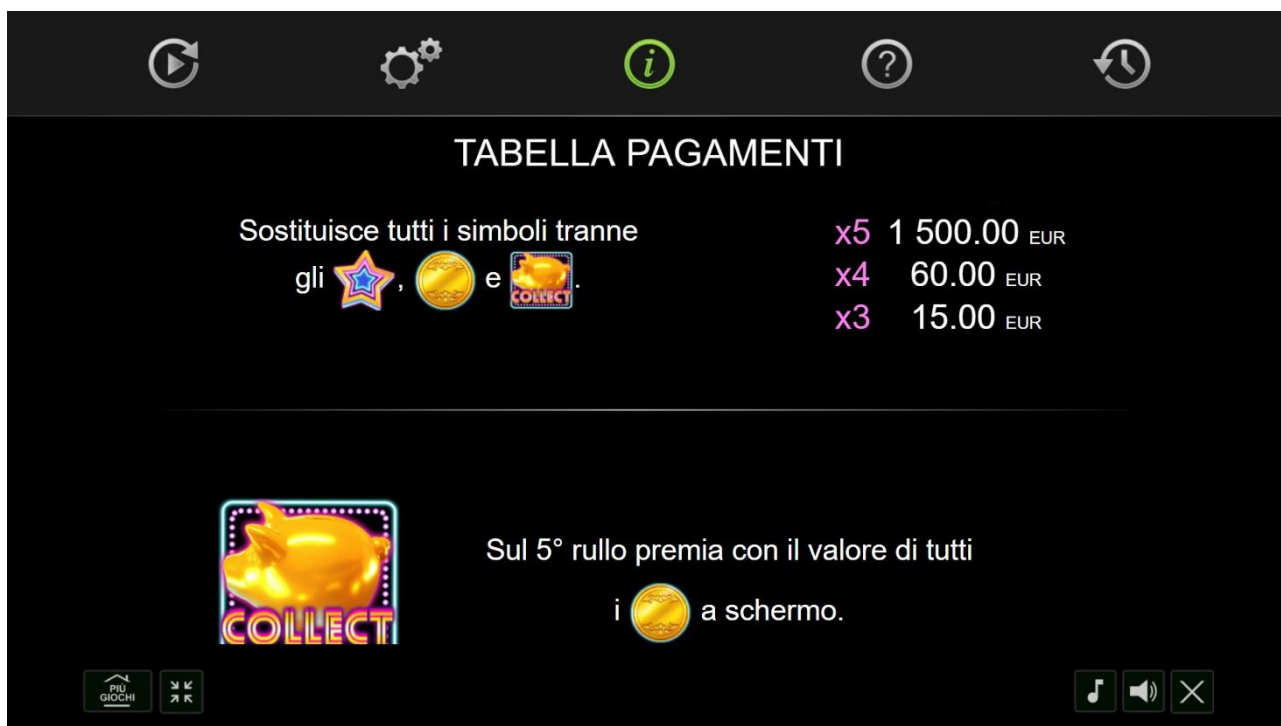 TABELLA PAGAMENTI
Sostituisce tutti i simboli tranne
gli , e COLLECT .
x5 1 500.00 EUR
x4 60.00 EUR
x3 15.00 EUR
COLLECT
Sul 5° rullo premia con il valore di tutti
i a schermo.
PIÙ
GIOCHI